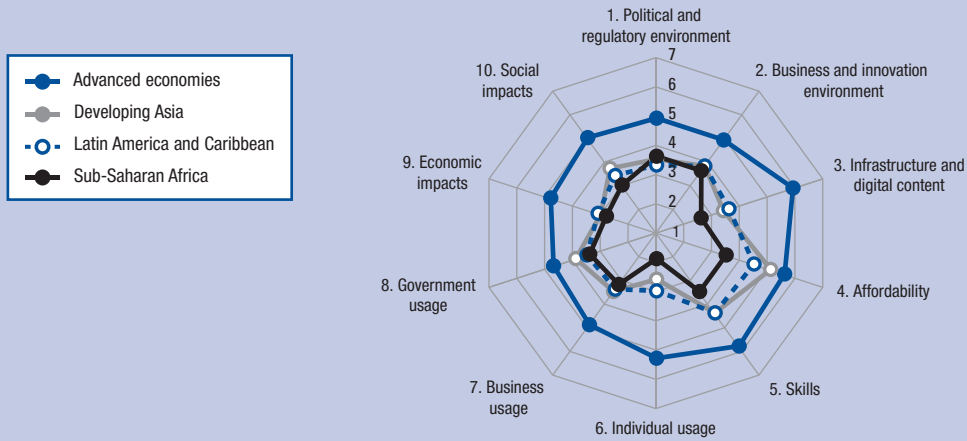 Advanced economies
Developing Asia
Latin America and Caribbean
Sub-Saharan Africa
1. Political and
regulatory environment
7
6
5
4
3
2
1
2. Business and innovation
environment
3. Infrastructure and
digital content
4. Affordability
5. Skills
6. Individual usage
7. Business
usage
8. Government
usage
9. Economic
impacts
10. Social
impacts